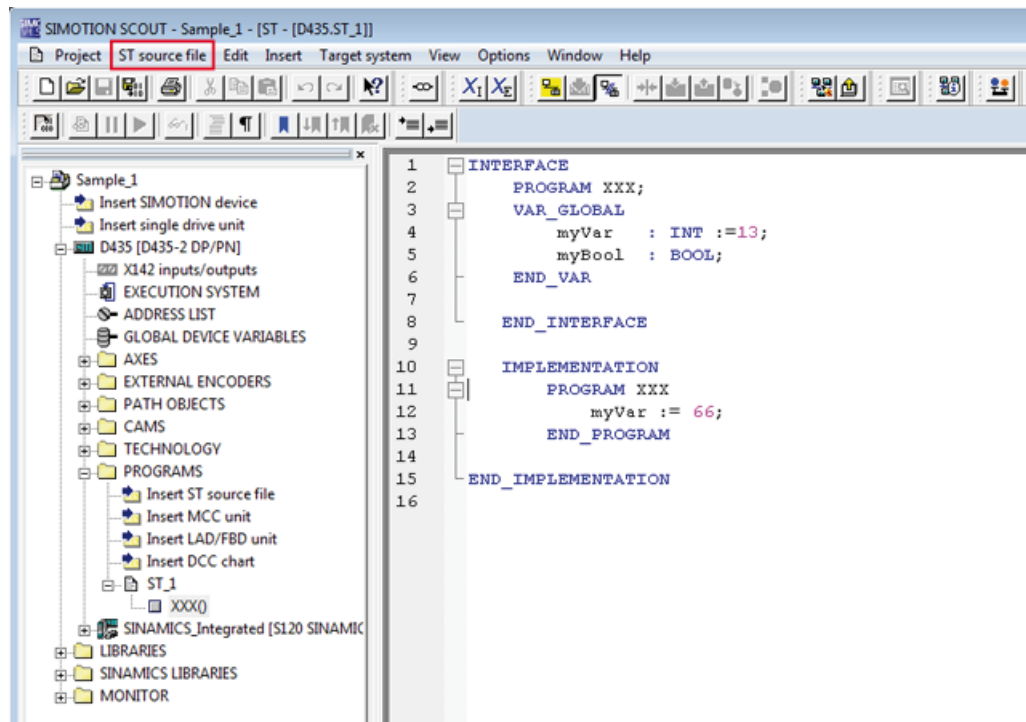 SIMOTION SCOUT - Sample_1 - [ST - [D435.ST_1]]
Project ST source file Edit Insert Target system View Options Window Help
Sample_1
Insert SIMOTION device
Insert single drive unit
D435 [D435-2 DP/PN]
X142 inputs/outputs
EXECUTION SYSTEM
ADDRESS LIST
GLOBAL DEVICE VARIABLES
AXES
EXTERNAL ENCODERS
PATH OBJECTS
CAMS
TECHNOLOGY
PROGRAMS
Insert ST source file
Insert MCC unit
Insert LAD/FBD unit
Insert DCC chart
ST_1
XXX()
SINAMICS_Integrated [S120 SINAMIC
LIBRARIES
SINAMICS LIBRARIES
MONITOR
1 INTERFACE
2 PROGRAM XXX;
3 VAR_GLOBAL
4 myVar : INT :=13;
5 myBool : BOOL;
6 END_VAR
7
8 END_INTERFACE
9
10 IMPLEMENTATION
11 PROGRAM XXX
12 myVar := 66;
13 END_PROGRAM
14
15 END_IMPLEMENTATION
16